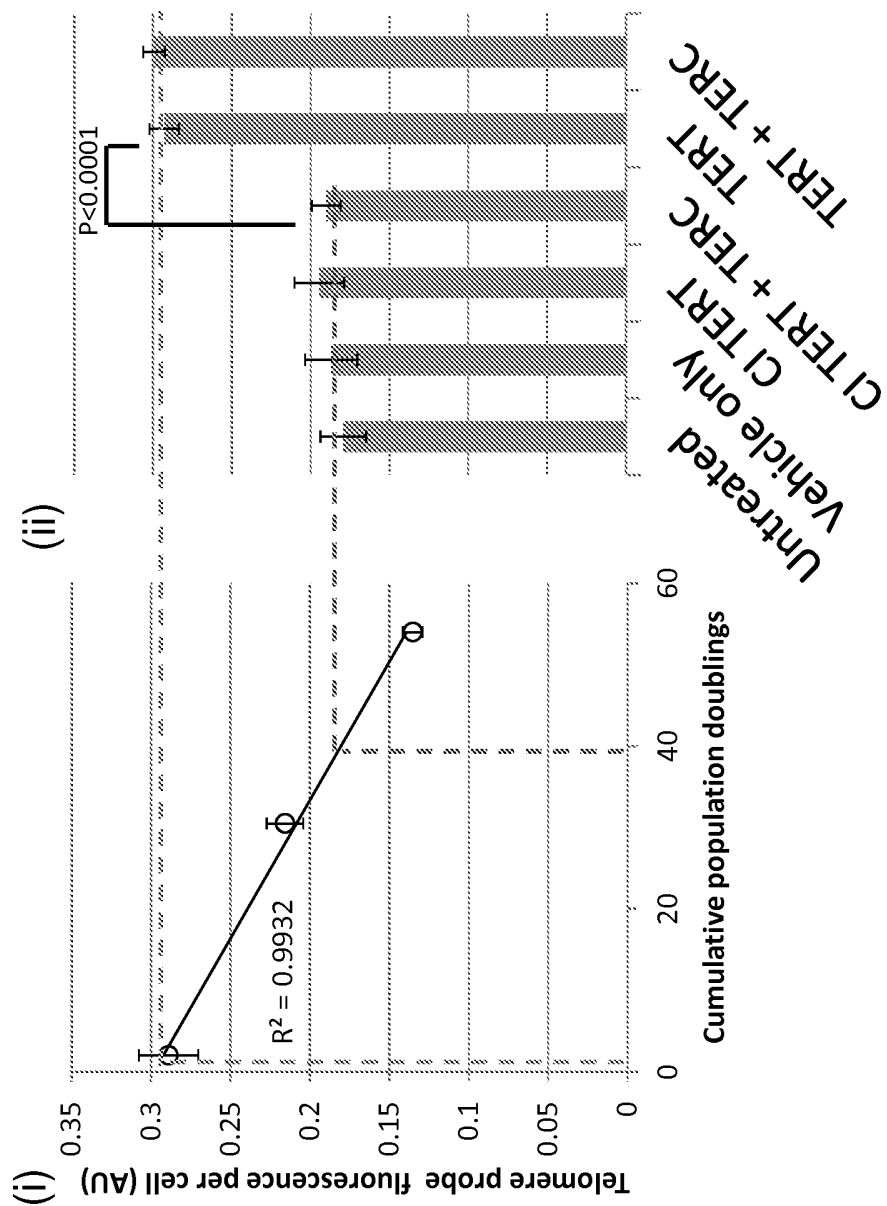 (i)
Telomere probe fluorescence per cell (AU)
0.35
0.3
0.25
0.2
0.15
0.1
0.05
0
R² = 0.9932
0
20
40
60
Cumulative population doublings
(ii)
P<0.0001
Untreated
Vehicle only
CI TERT
CI TERT + TERC
TERT
TERT + TERC